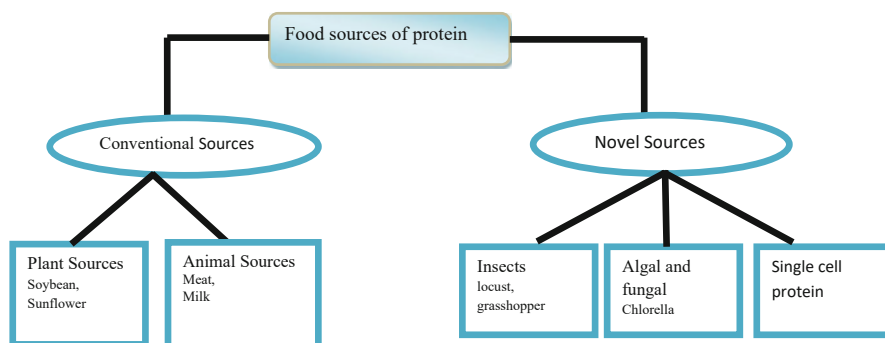 Food sources of protein
Conventional Sources
Novel Sources
Plant Sources
Soybean,
Sunflower
Animal Sources
Meat,
Milk
Insects
locust,
grasshopper
Algal and
fungal
Chlorella
Single cell
protein